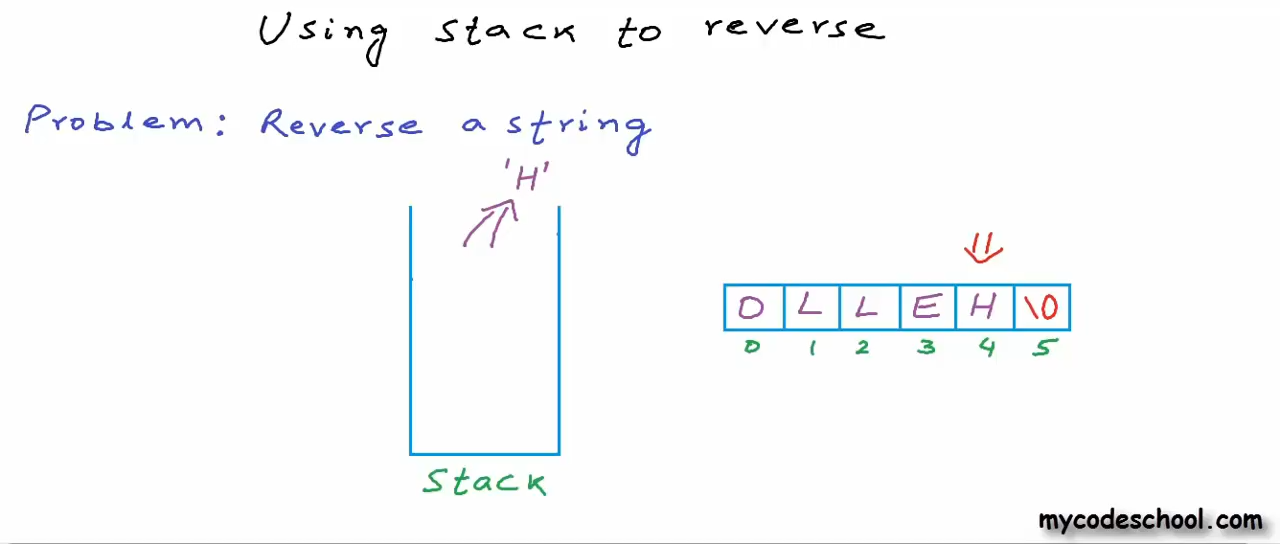 Using stack to reverse
Problem: Reverse a string
'H'
O L L E H \0
0 1 2 3 4 5
Stack
mycodeschool.com